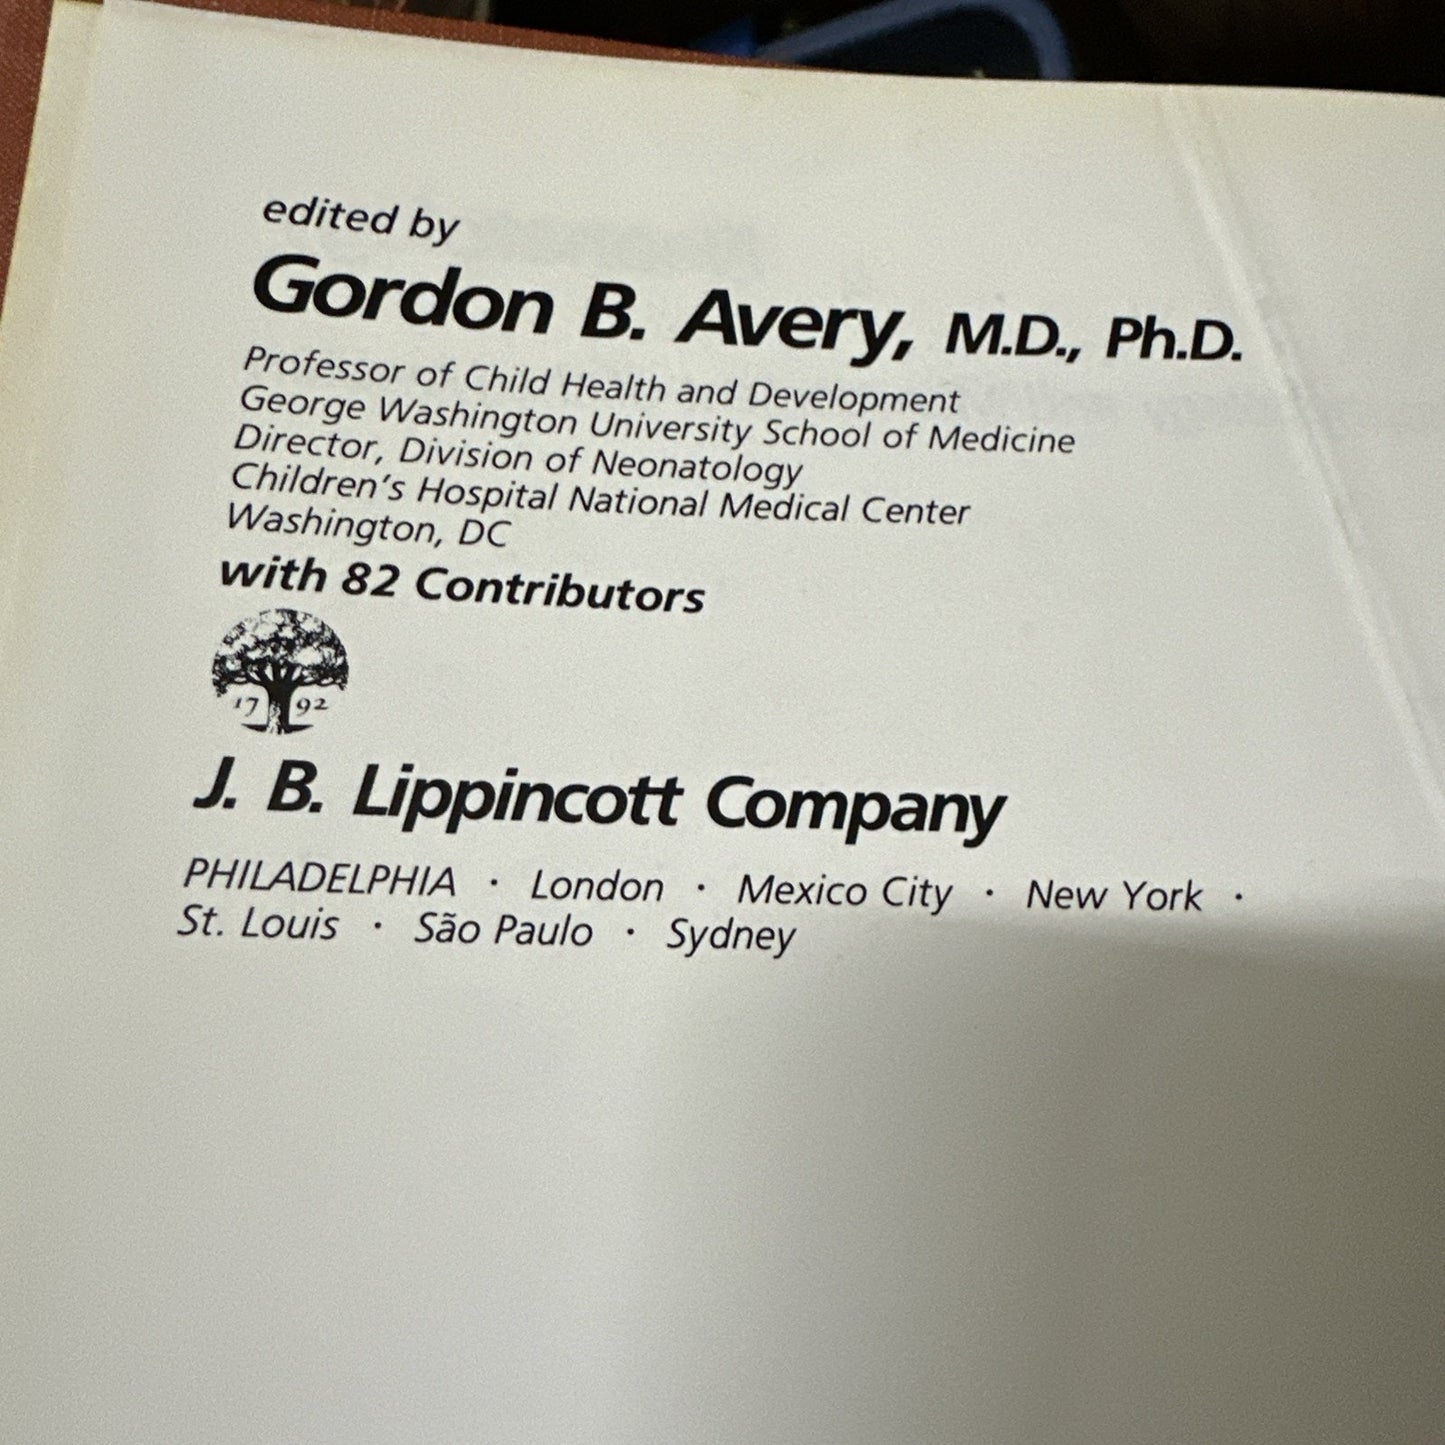 edited by
Gordon B. Avery, M.D., Ph.D.
Professor of Child Health and Development
George Washington University School of Medicine
Director, Division of Neonatology
Children's Hospital National Medical Center
Washington, DC
with 82 Contributors
17 92
J. B. Lippincott Company
PHILADELPHIA · London · Mexico City · New York ·
St. Louis · São Paulo · Sydney